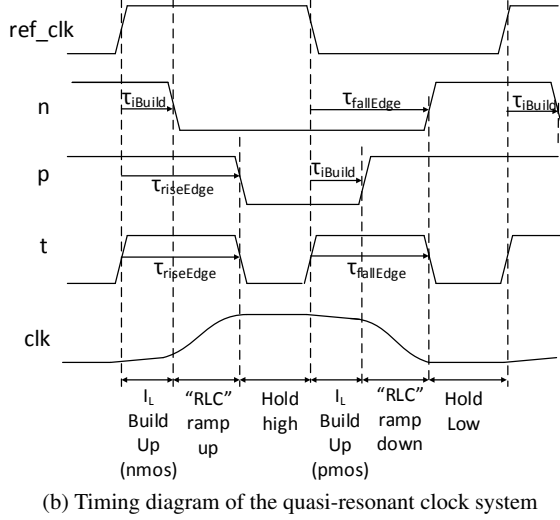 ref_clk
n
τiBuild
τfallEdge
τiBuild
p
τriseEdge
τiBuild
t
τriseEdge
τfallEdge
clk
IL Build Up (nmos)
“RLC” ramp up
Hold high
IL Build Up (pmos)
“RLC” ramp down
Hold Low
(b) Timing diagram of the quasi-resonant clock system